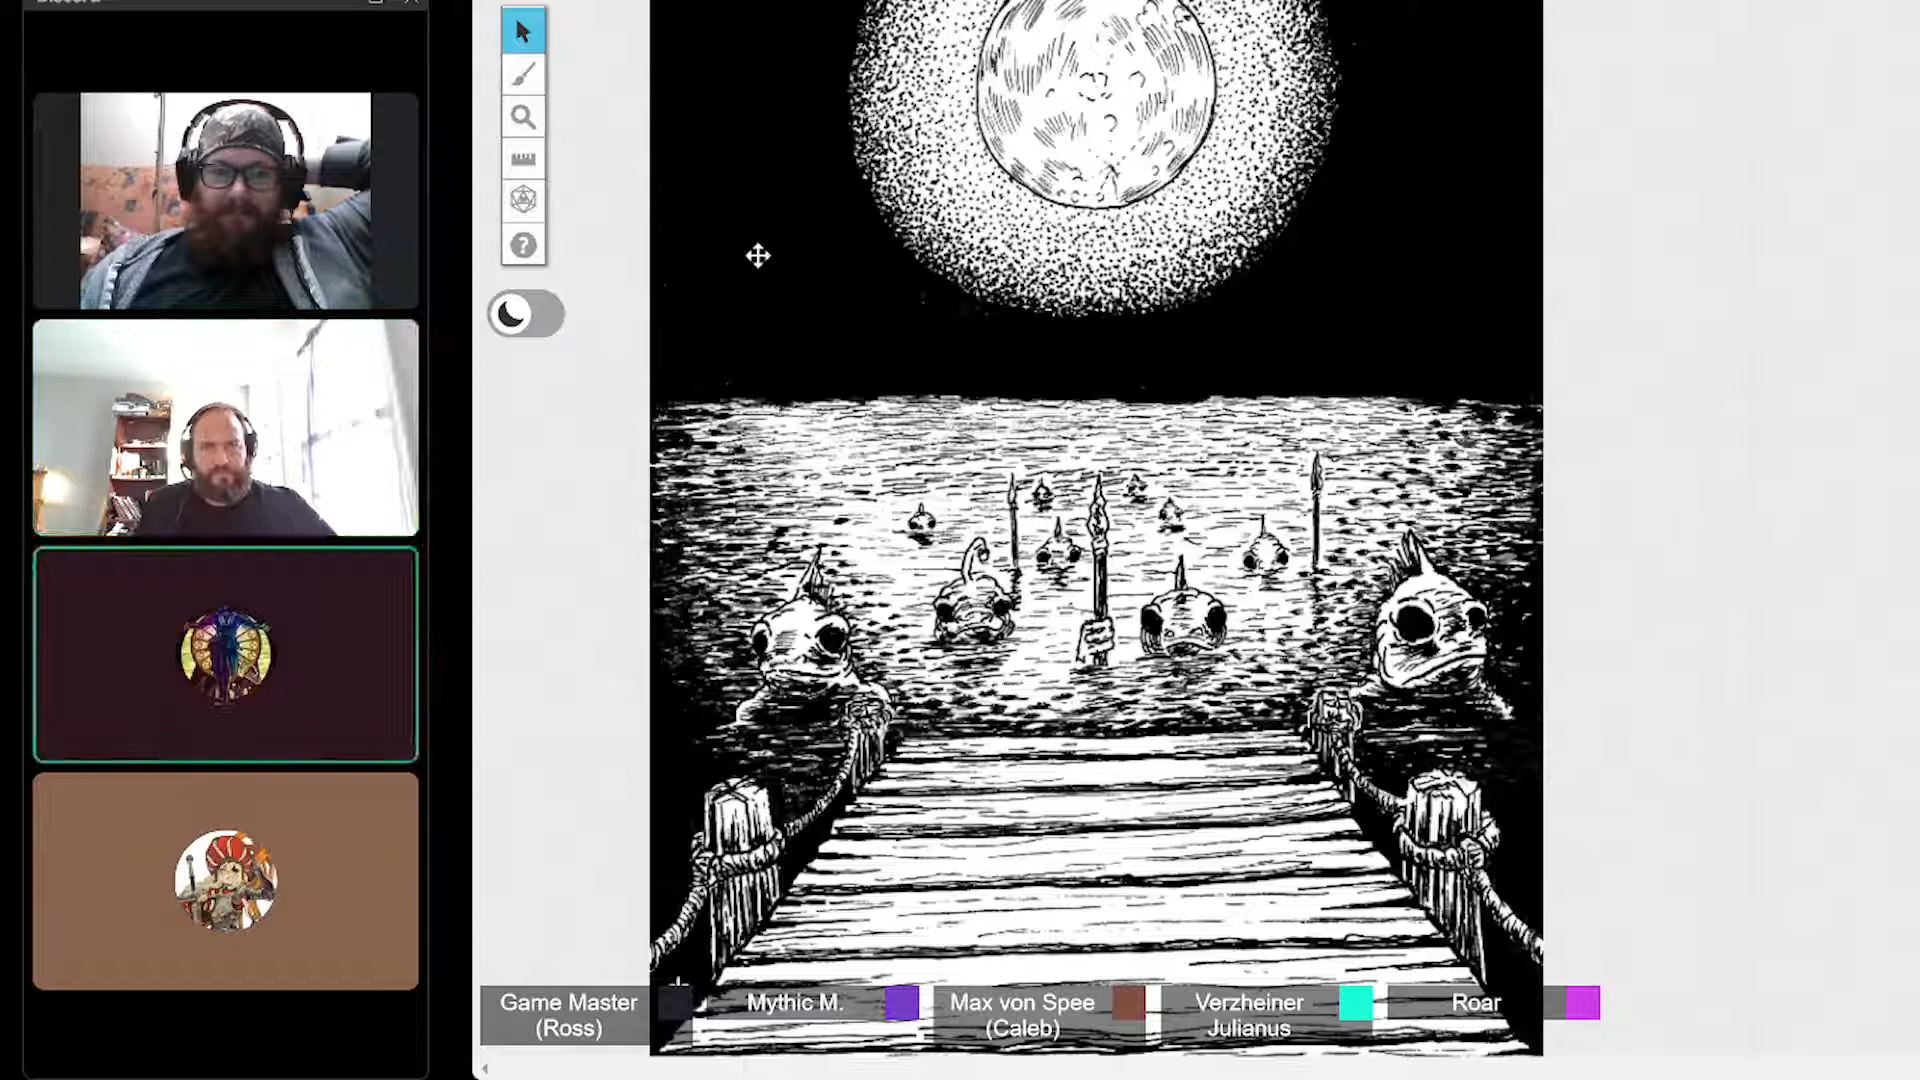 Game Master
(Ross)
Mythic M.
Max von Spee
(Caleb)
Verzheiner
Julianus
Roar